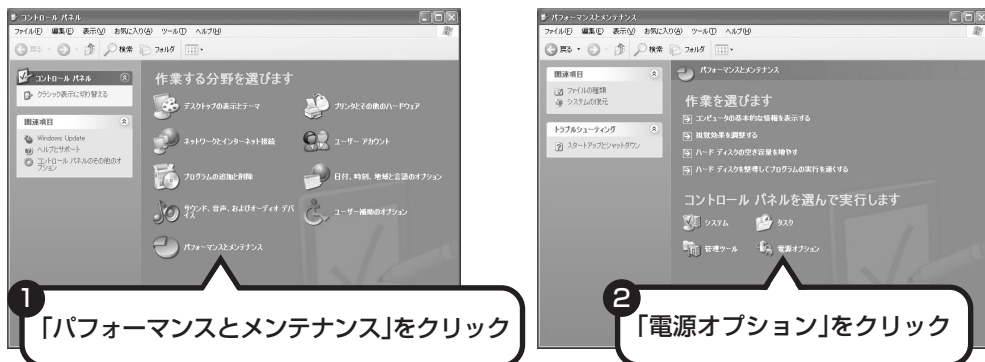 コントロール パネル
ファイル(F) 編集(E) 表示(V) お気に入り(A) ツール(T) ヘルプ(H)
戻る 検索 フォルダ
コントロール パネル
クラシック表示に切り替える
関連項目
Windows Update
ヘルプとサポート
コントロール パネルのその他のオプション
作業する分野を選びます
デスクトップの表示とテーマ
プリンタとその他のハードウェア
ネットワークとインターネット接続
ユーザー アカウント
プログラムの追加と削除
日付、時刻、地域と言語のオプション
サウンド、音声、およびオーディオ デバイス
ユーザー補助のオプション
パフォーマンスとメンテナンス
1
「パフォーマンスとメンテナンス」をクリック
パフォーマンスとメンテナンス
ファイル(F) 編集(E) 表示(V) お気に入り(A) ツール(T) ヘルプ(H)
戻る 検索 フォルダ
関連項目
ファイルの種類
システムの復元
トラブルシューティング
スタートアップとシャットダウン
パフォーマンスとメンテナンス
作業を選びます
コンピュータの基本的な情報を表示する
視覚効果を調整する
ハード ディスクの空き容量を増やす
ハード ディスクを整理してプログラムの実行を速くする
コントロール パネルを選んで実行します
システム
タスク
管理ツール
電源オプション
2
「電源オプション」をクリック